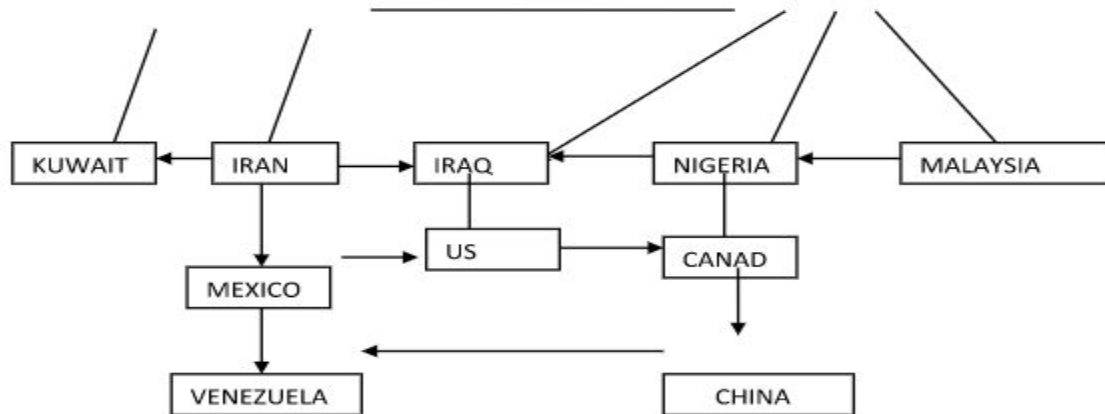 KUWAIT IRAN IRAQ NIGERIA MALAYSIA
US CANAD
MEXICO
VENEZUELA CHINA